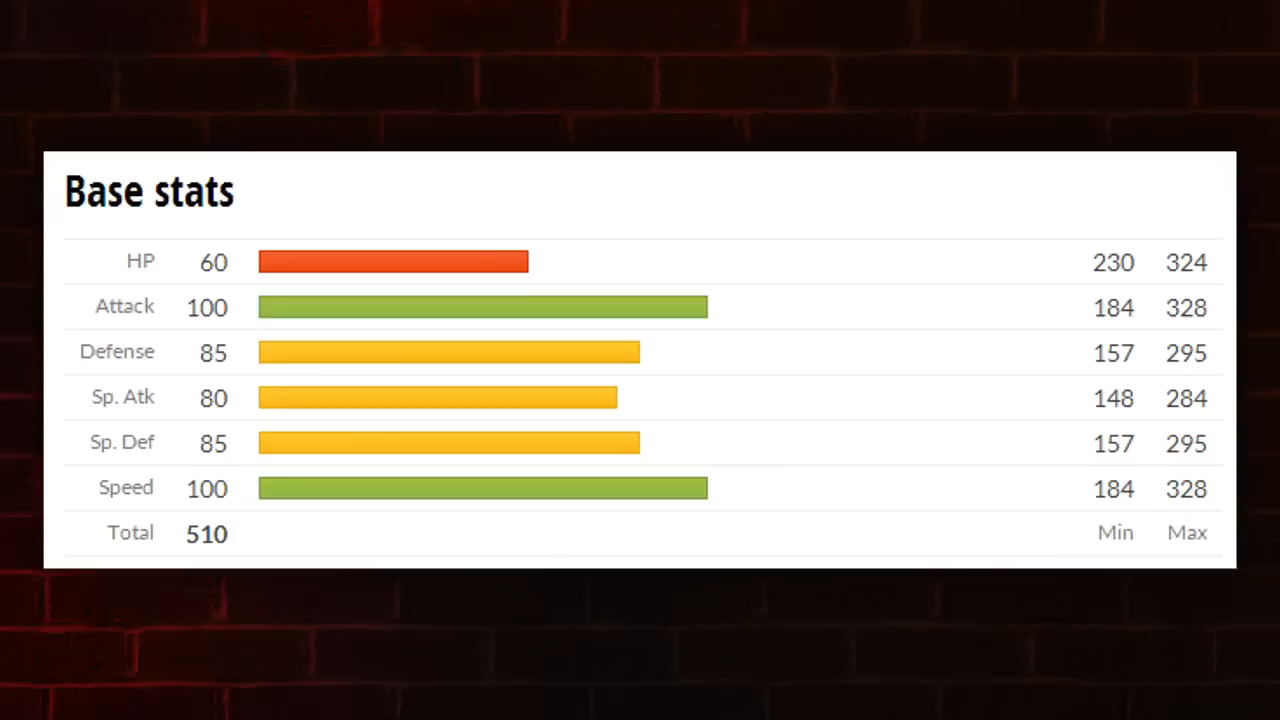 Base stats
HP 60 230 324
Attack 100 184 328
Defense 85 157 295
Sp. Atk 80 148 284
Sp. Def 85 157 295
Speed 100 184 328
Total 510 Min Max